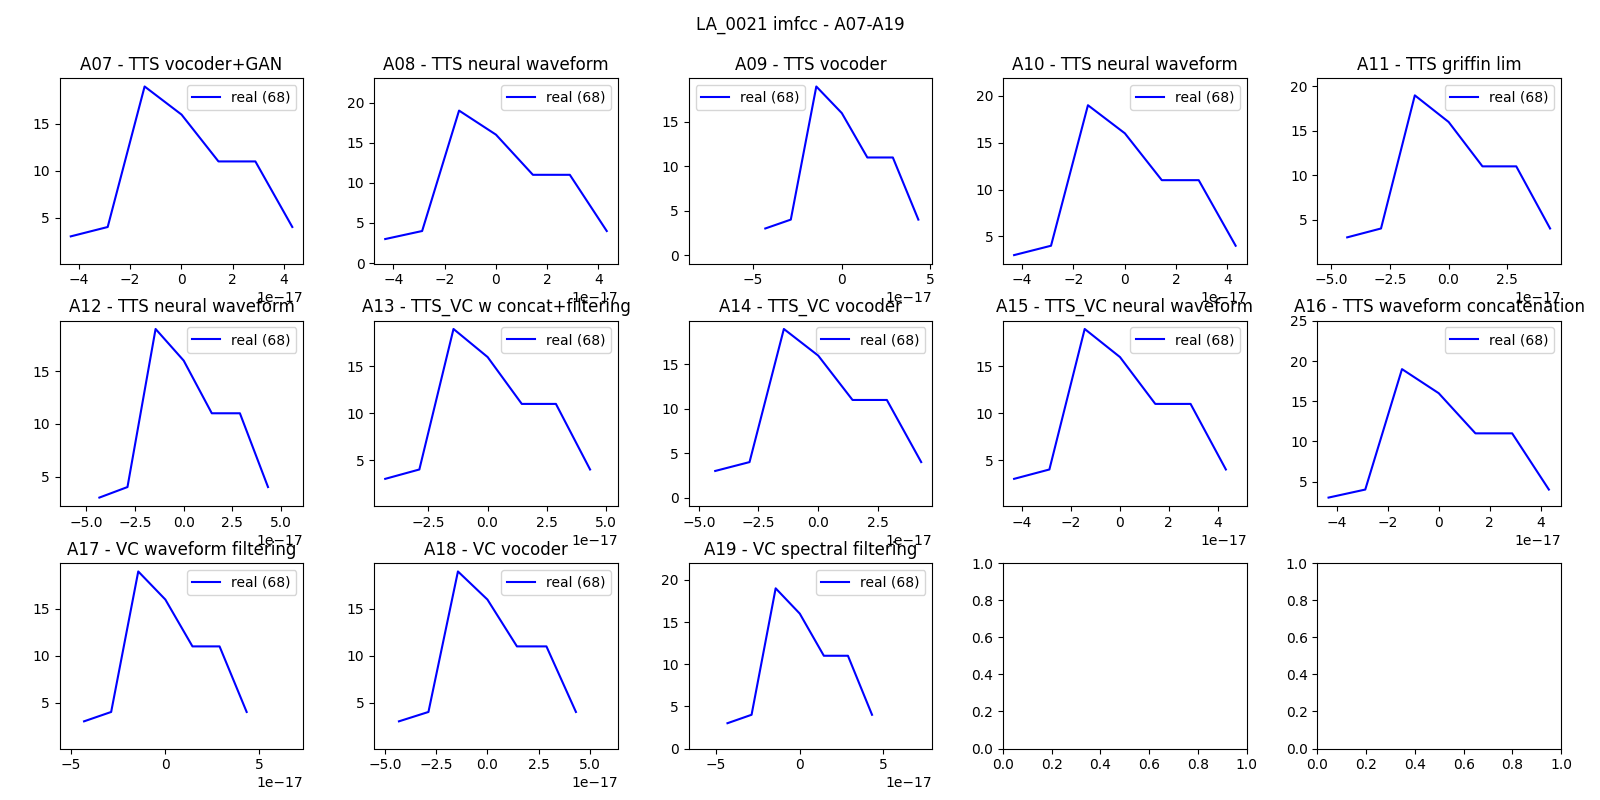 LA_0021 imfcc - A07-A19
A07 - TTS vocoder+GAN
A08 - TTS neural waveform
A09 - TTS vocoder
A10 - TTS neural waveform
A11 - TTS griffin lim
real (68)
real (68)
real (68)
real (68)
real (68)
15
10
5
20
15
10
5
0
15
10
5
0
20
15
10
5
20
15
10
5
0
−4 −2 0 2 4
−4 −2 0 2 4
−5 0 5
−4 −2 0 2 4
−5.0 −2.5 0.0 2.5
1e−17
1e−17
1e−17
1e−17
1e−17
A12 - TTS neural waveform
A13 - TTS_VC w concat+filtering
A14 - TTS_VC vocoder
A15 - TTS_VC neural waveform
A16 - TTS waveform concatenation
real (68)
real (68)
real (68)
real (68)
real (68)
15
10
5
15
10
5
15
10
5
0
15
10
5
25
20
15
10
5
−5.0 −2.5 0.0 2.5 5.0
−2.5 0.0 2.5 5.0
−5.0 −2.5 0.0 2.5
−4 −2 0 2 4
−4 −2 0 2 4
1e−17
1e−17
1e−17
1e−17
1e−17
A17 - VC waveform filtering
A18 - VC vocoder
A19 - VC spectral filtering
real (68)
real (68)
real (68)
15
10
5
15
10
5
20
15
10
5
0
1.0
0.8
0.6
0.4
0.2
0.0
1.0
0.8
0.6
0.4
0.2
0.0
−5 0 5
−5.0 −2.5 0.0 2.5 5.0
−5 0 5
0.0 0.2 0.4 0.6 0.8 1.0
0.0 0.2 0.4 0.6 0.8 1.0
1e−17
1e−17
1e−17